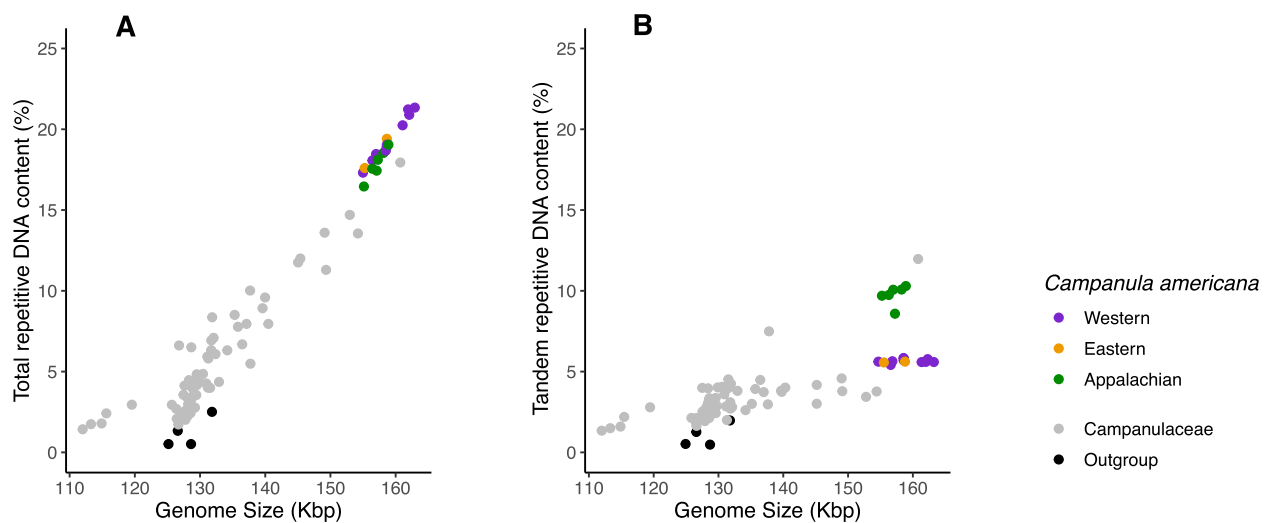 A
B
Total repetitive DNA content (%)
25
20
15
10
5
0
110 120 130 140 150 160
Genome Size (Kbp)
Tandem repetitive DNA content (%)
25
20
15
10
5
0
110 120 130 140 150 160
Genome Size (Kbp)
Campanula americana
Western
Eastern
Appalachian
Campanulaceae
Outgroup